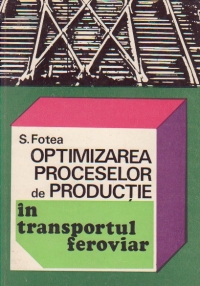 S. Fotea
OPTIMIZAREA
PROCESELOR
de PRODUCȚIE
în
transportul
feroviar